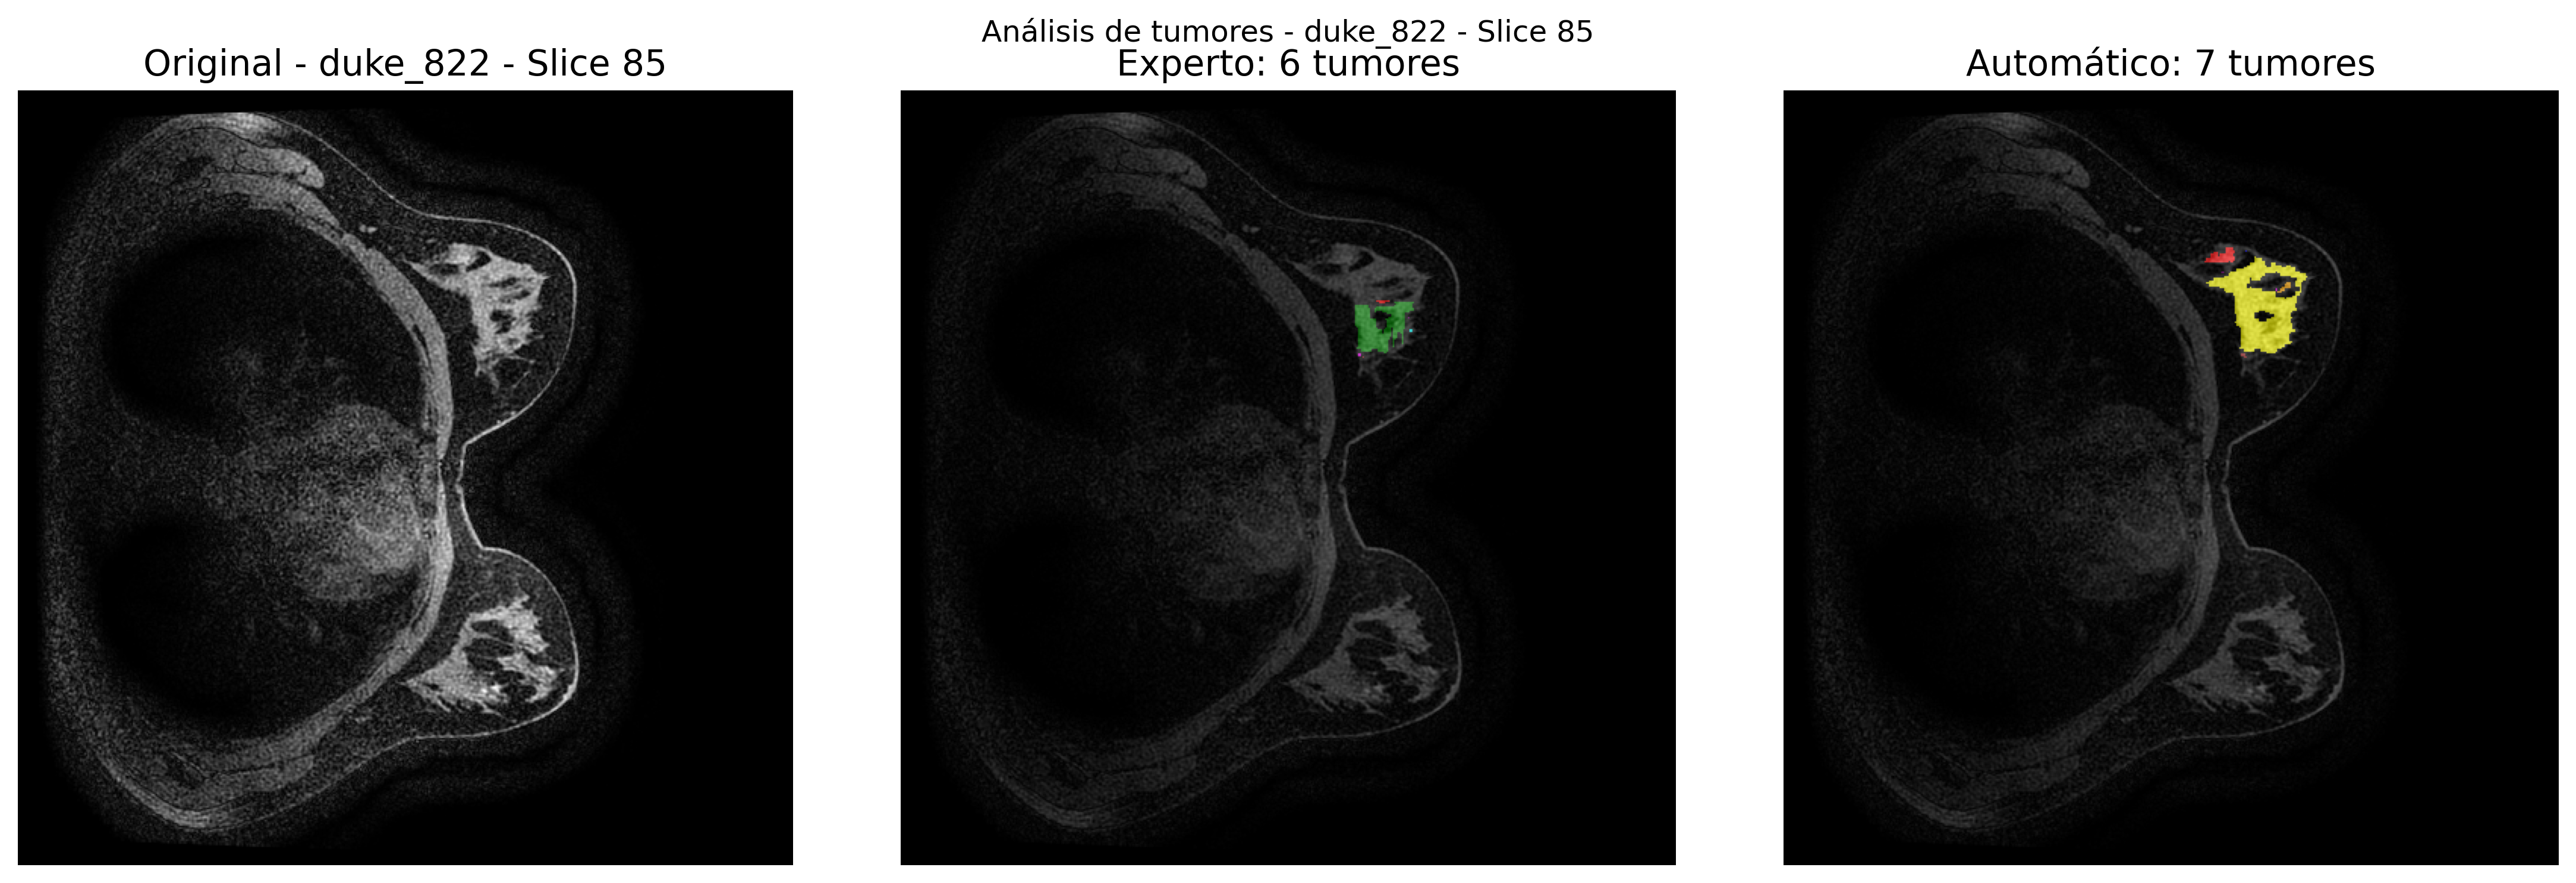 Análisis de tumores - duke_822 - Slice 85
Original - duke_822 - Slice 85
Experto: 6 tumores
Automático: 7 tumores